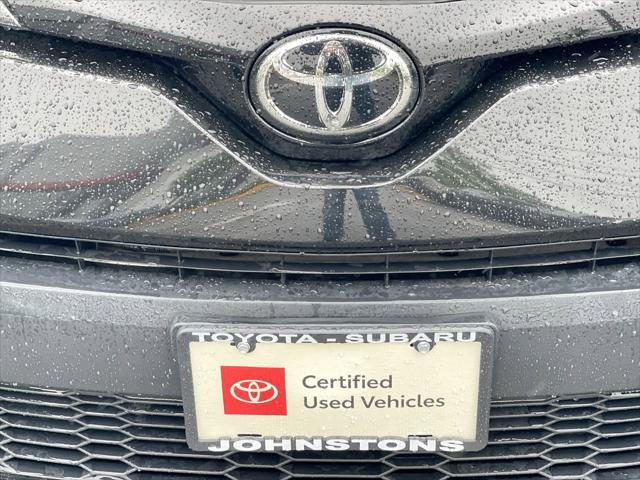 TOYOTA - SUBARU
Certified
Used Vehicles
JOHNSTONS